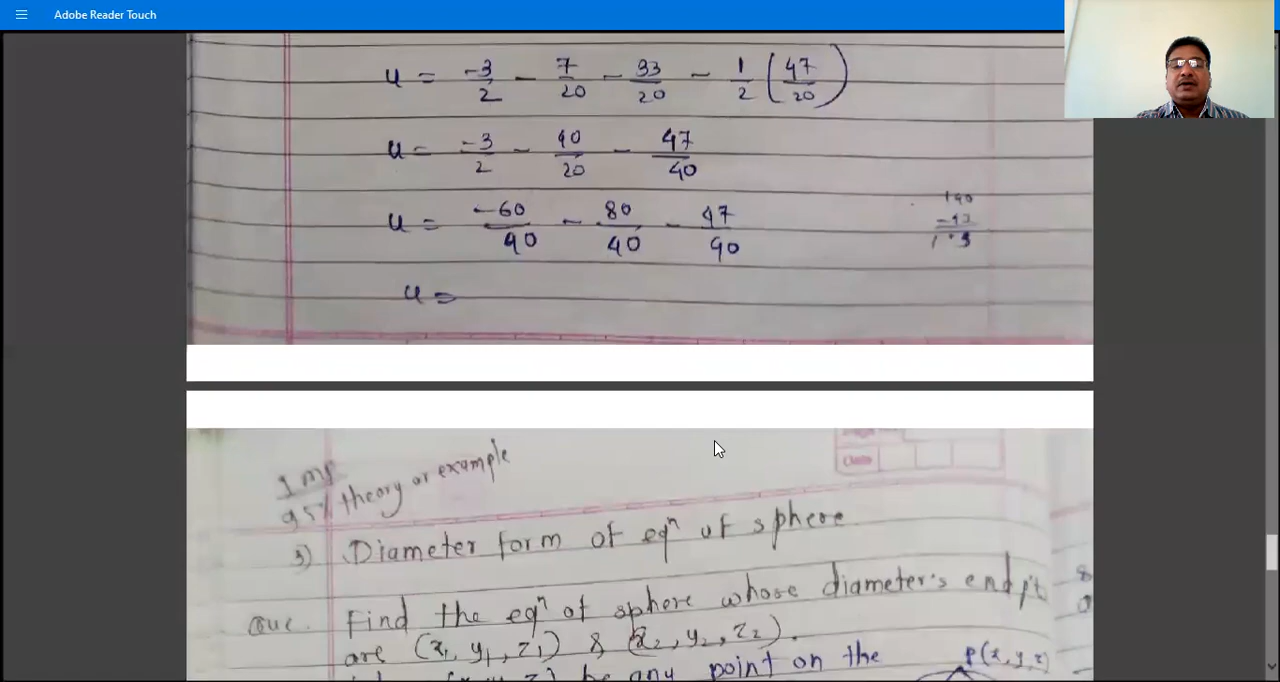 Adobe Reader Touch
u = -3/2 - 7/20 - 33/20 - 1/2 (47/20)
u = -3/2 - 40/20 - 47/40
u = -60/40 - 80/40 - 47/40
u =
Imp
95% theory or example
Class
3) Diameter form of eqⁿ of sphere
Que. Find the eqⁿ of sphere whose diameter's end pt
are (x₁, y₁, z₁) & (x₂, y₂, z₂).
be any point on the
p(x, y, z)